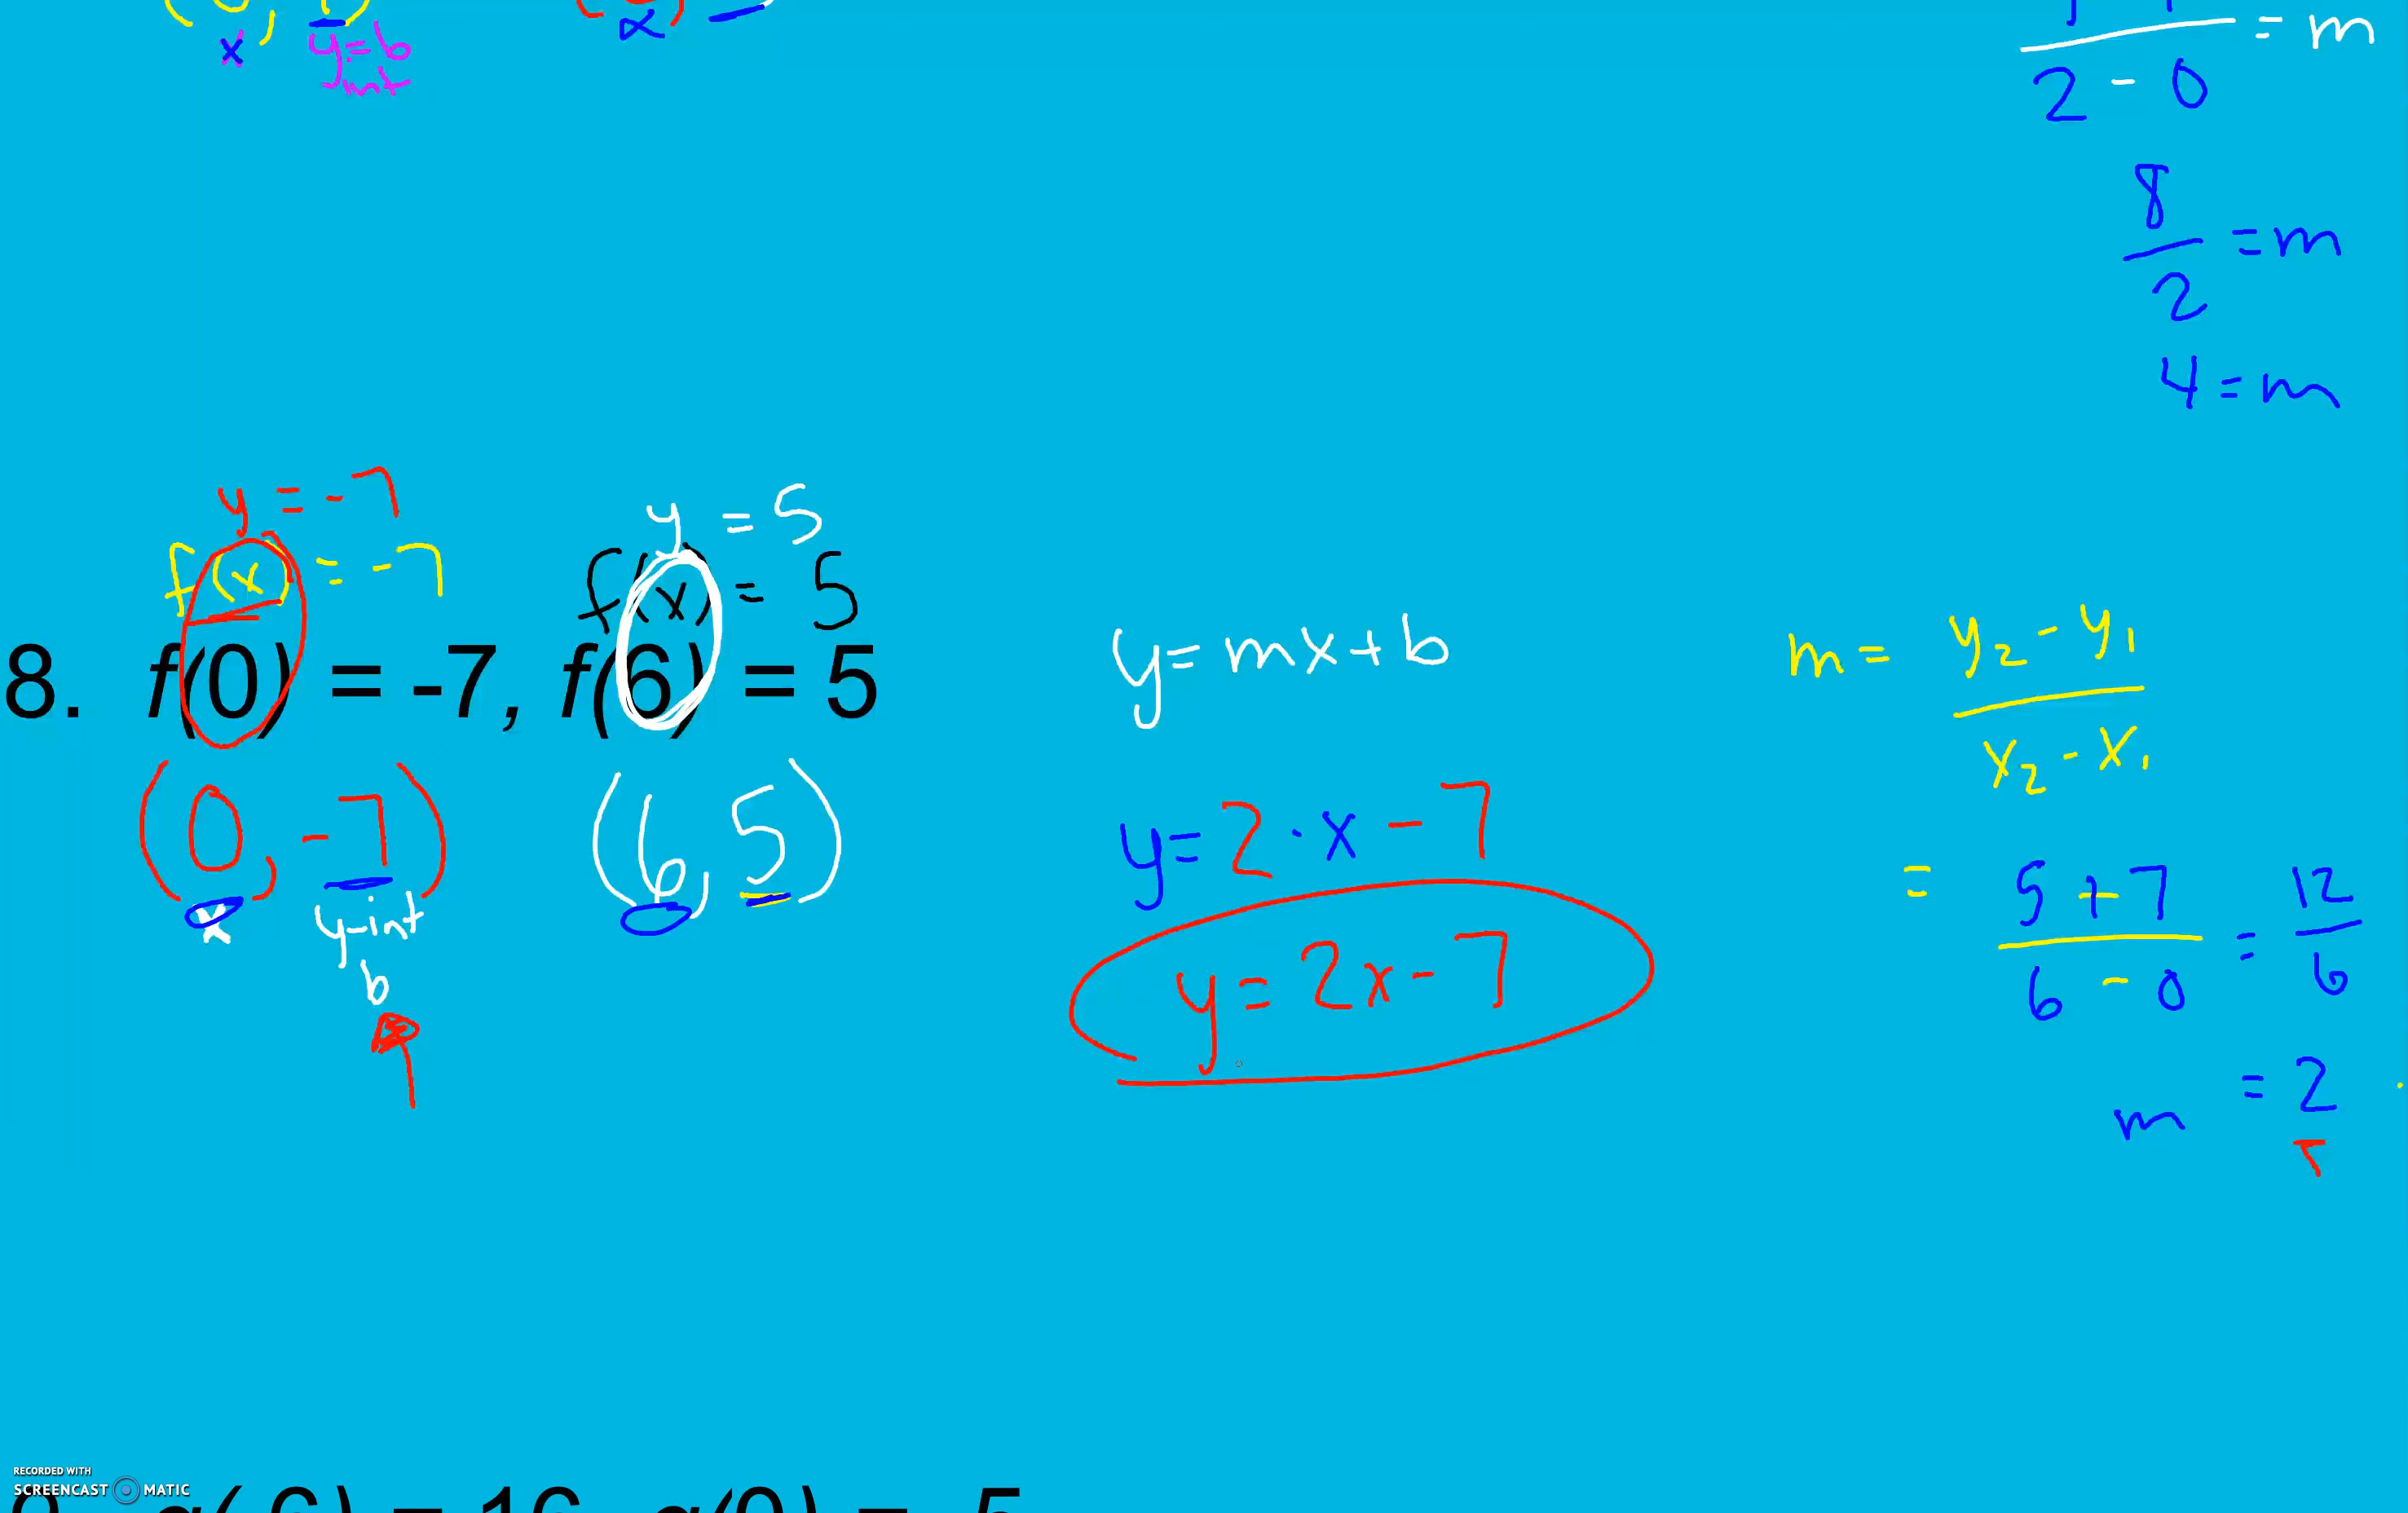 x , y=b
-int
x
= m
2 - 0
8
2 = m
4 = m
y = -7
f(x) = -7
y = 5
f(x) = 5
8. f(0) = -7, f(6) = 5
(0, -7)
x
y-int
b
(6, 5)
y = mx + b
y = 2 · x - 7
y = 2x - 7
m = y₂ - y₁
x₂ - x₁
= 5 + 7 = 12
6 - 0 6
m = 2
RECORDED WITH
SCREENCAST MATIC